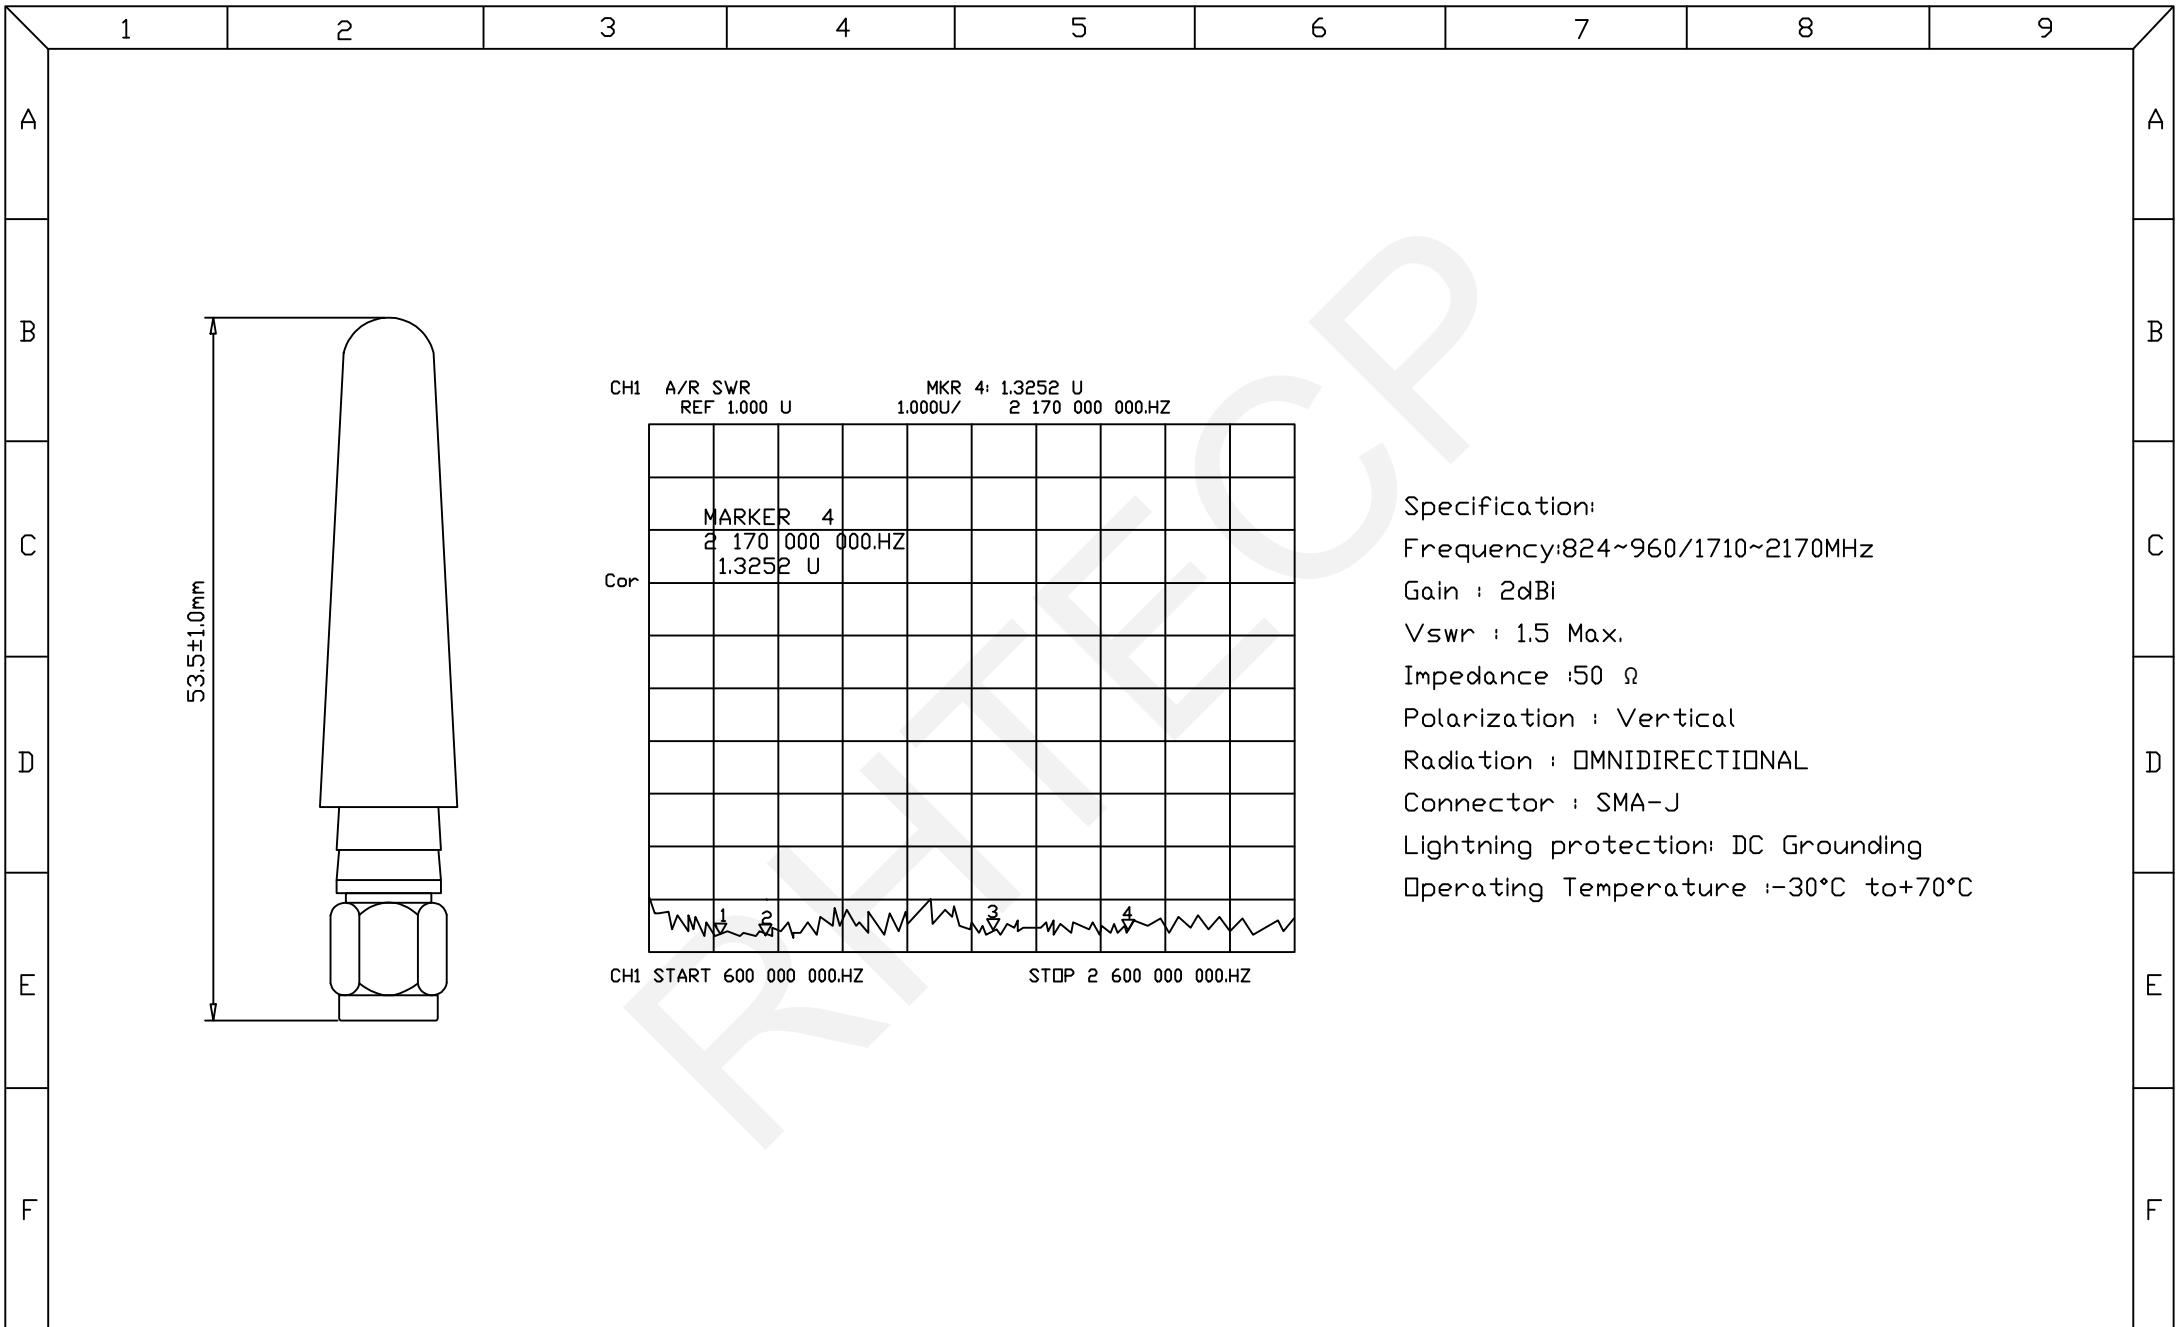 1 2 3 4 5 6 7 8 9
A A
B B
53.5±1.0mm
CH1 A/R SWR MKR 4: 1.3252 U
REF 1.000 U 1.000U/ 2 170 000 000.HZ
MARKER 4
2 170 000 000.HZ
1.3252 U
Cor
1 2 3 4
CH1 START 600 000 000.HZ STOP 2 600 000 000.HZ
Specification:
Frequency:824~960/1710~2170MHz
Gain : 2dBi
Vswr : 1.5 Max.
Impedance :50 Ω
Polarization : Vertical
Radiation : OMNIDIRECTIONAL
Connector : SMA-J
Lightning protection: DC Grounding
Operating Temperature :-30°C to+70°C
C C
D D
E E
F F
RHTECP